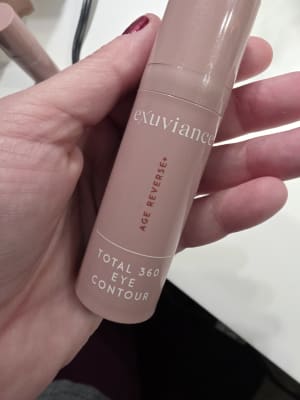 exuviance
AGE REVERSE+
TOTAL 360
EYE
CONTOUR